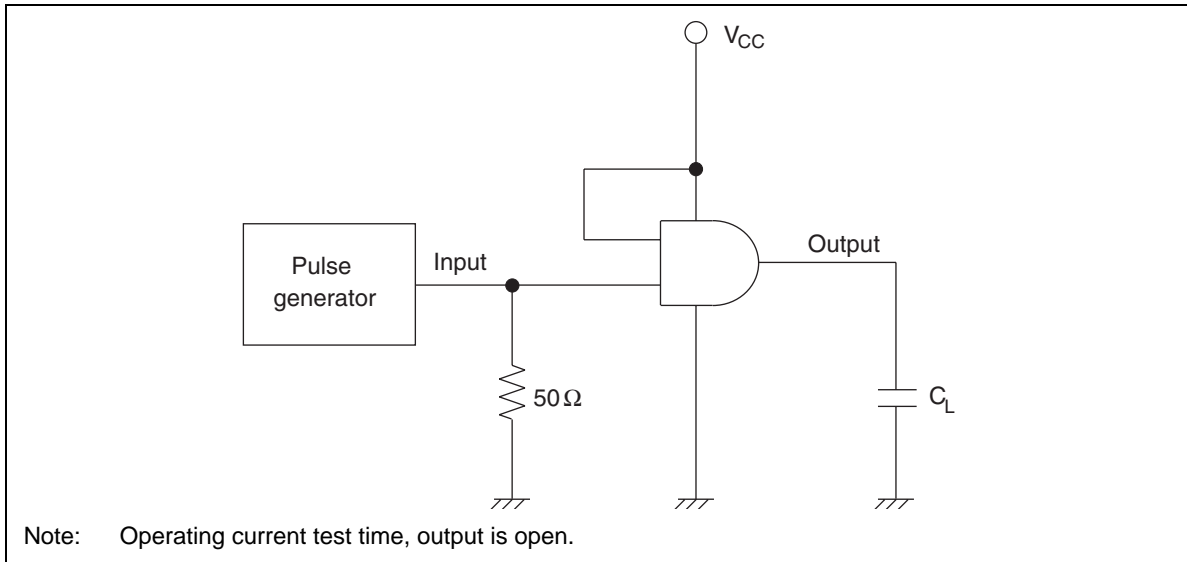 VCC
Pulse
generator
Input
Output
50Ω
CL
Note: Operating current test time, output is open.